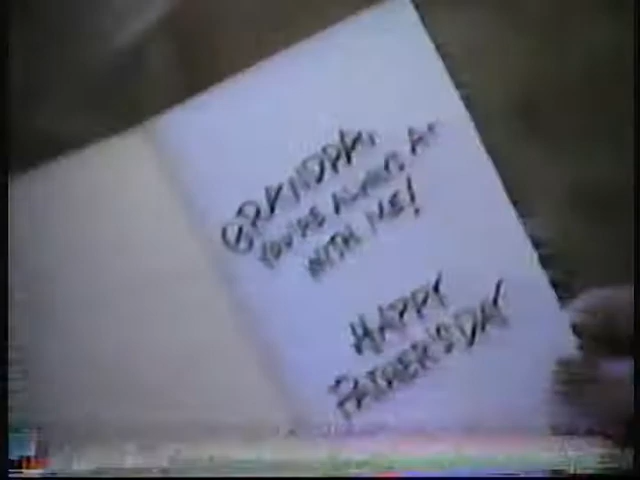 GRANDPA,
YOU'RE ALWAYS A+
WITH ME!
HAPPY
FATHER'S DAY